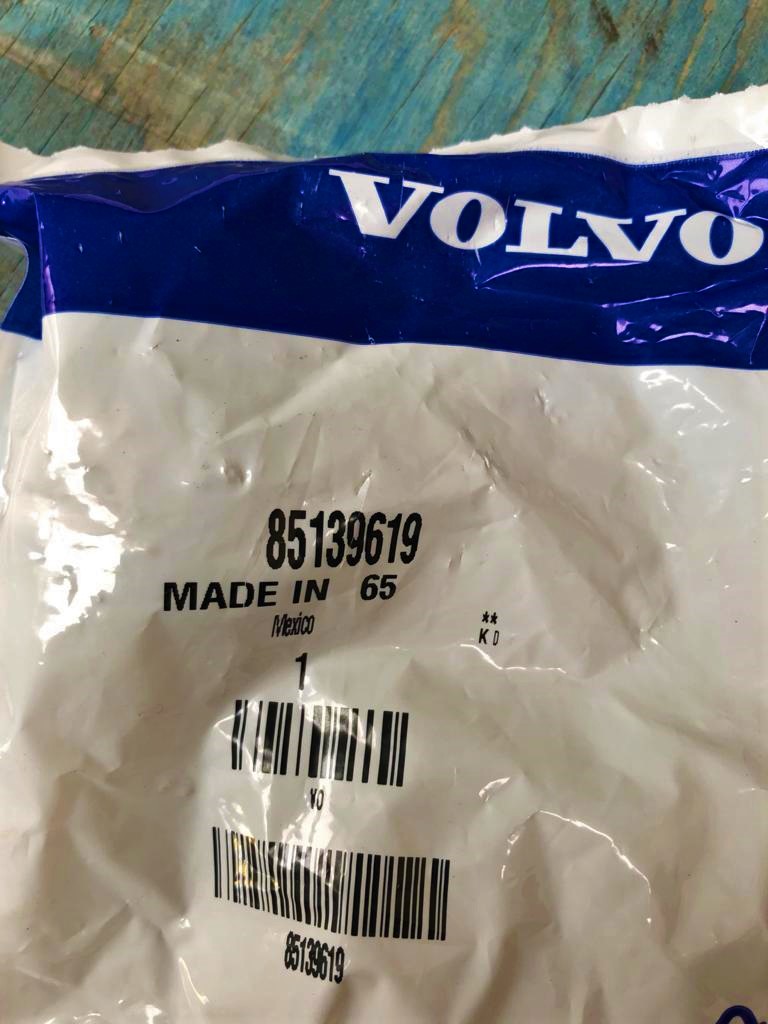 VOLVO
85139619
MADE IN 65
Mexico
**
K D
1
VO
85139619